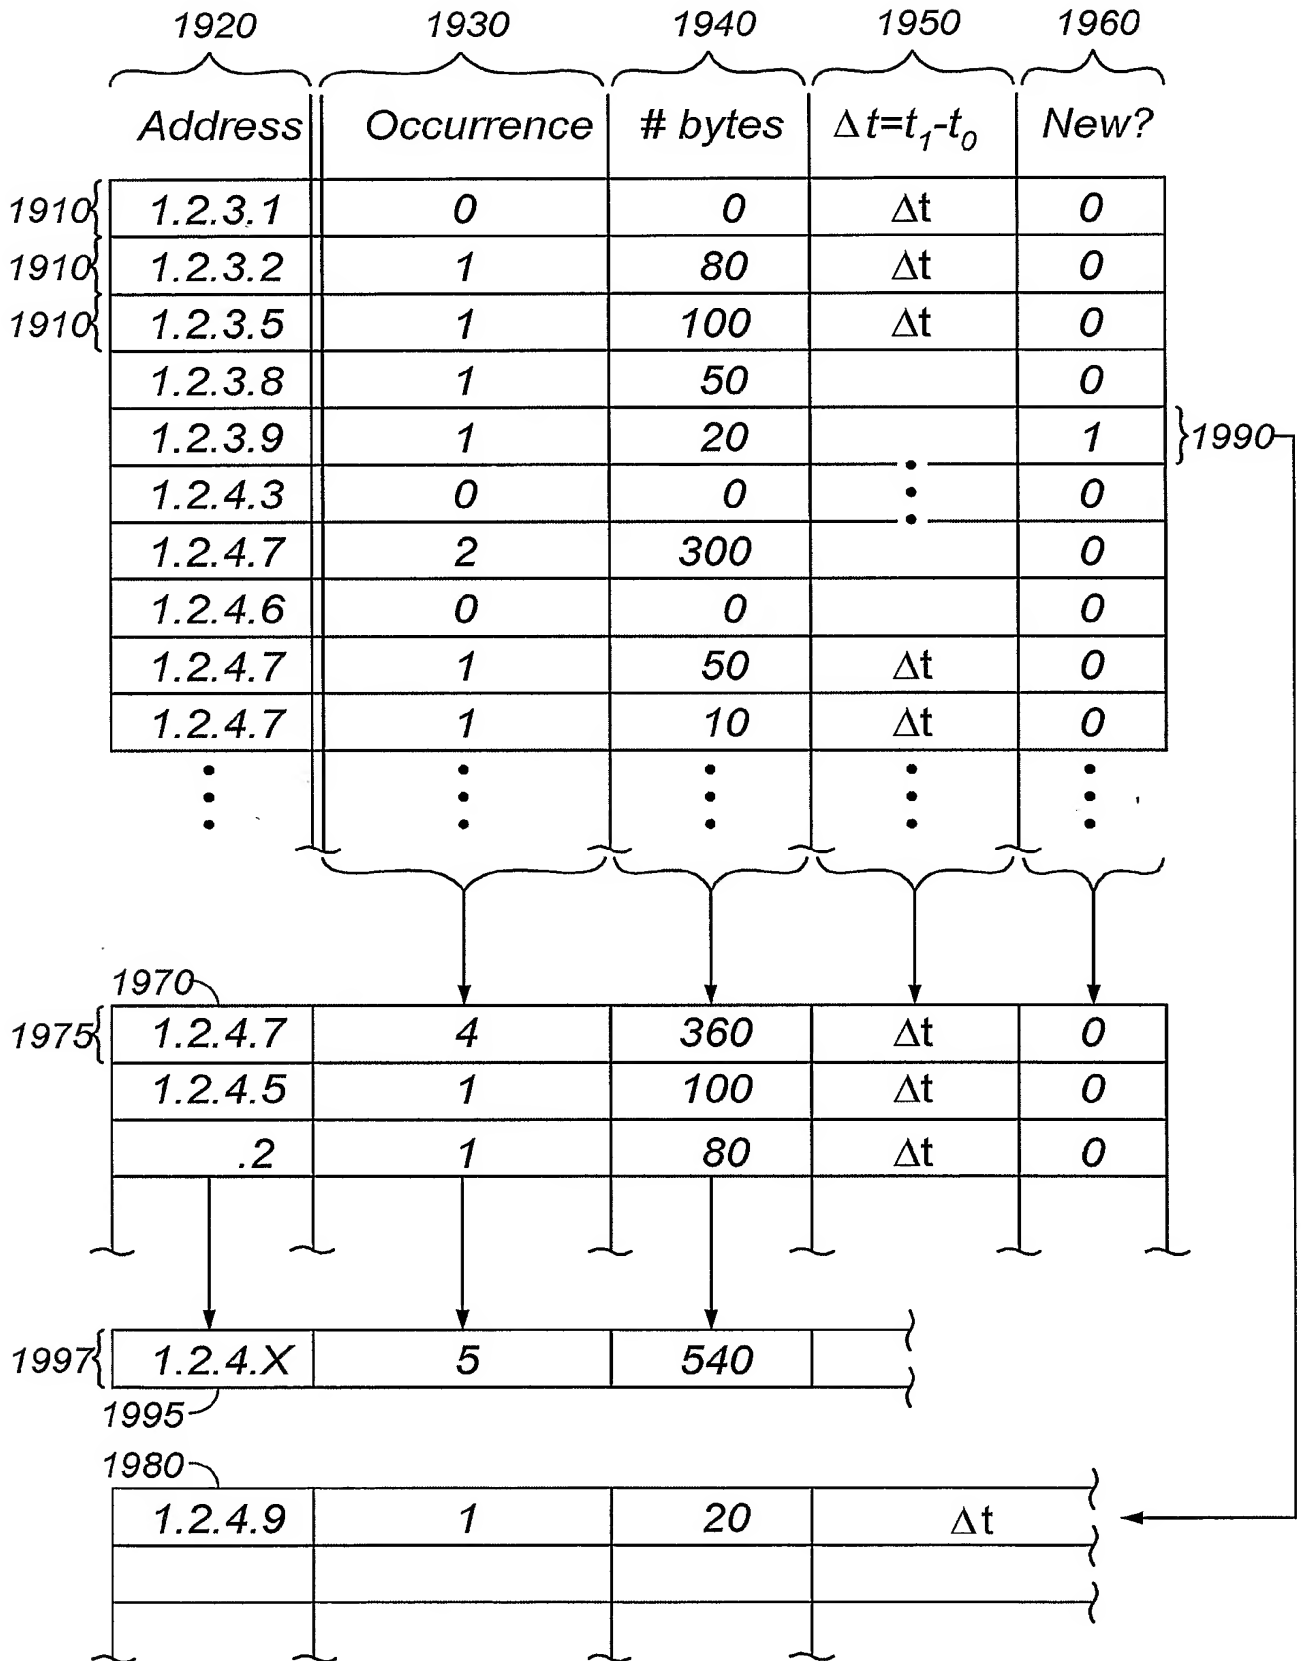 1920 1930 1940 1950 1960
Address Occurrence # bytes Δt=t₁-t₀ New?
1910 1.2.3.1 0 0 Δt 0
1910 1.2.3.2 1 80 Δt 0
1910 1.2.3.5 1 100 Δt 0
1.2.3.8 1 50 0
1.2.3.9 1 20 1 1990
1.2.4.3 0 0 0
1.2.4.7 2 300 0
1.2.4.6 0 0 0
1.2.4.7 1 50 Δt 0
1.2.4.7 1 10 Δt 0
1970
1975 1.2.4.7 4 360 Δt 0
1.2.4.5 1 100 Δt 0
.2 1 80 Δt 0
1997 1.2.4.X 5 540
1995
1980
1.2.4.9 1 20 Δt